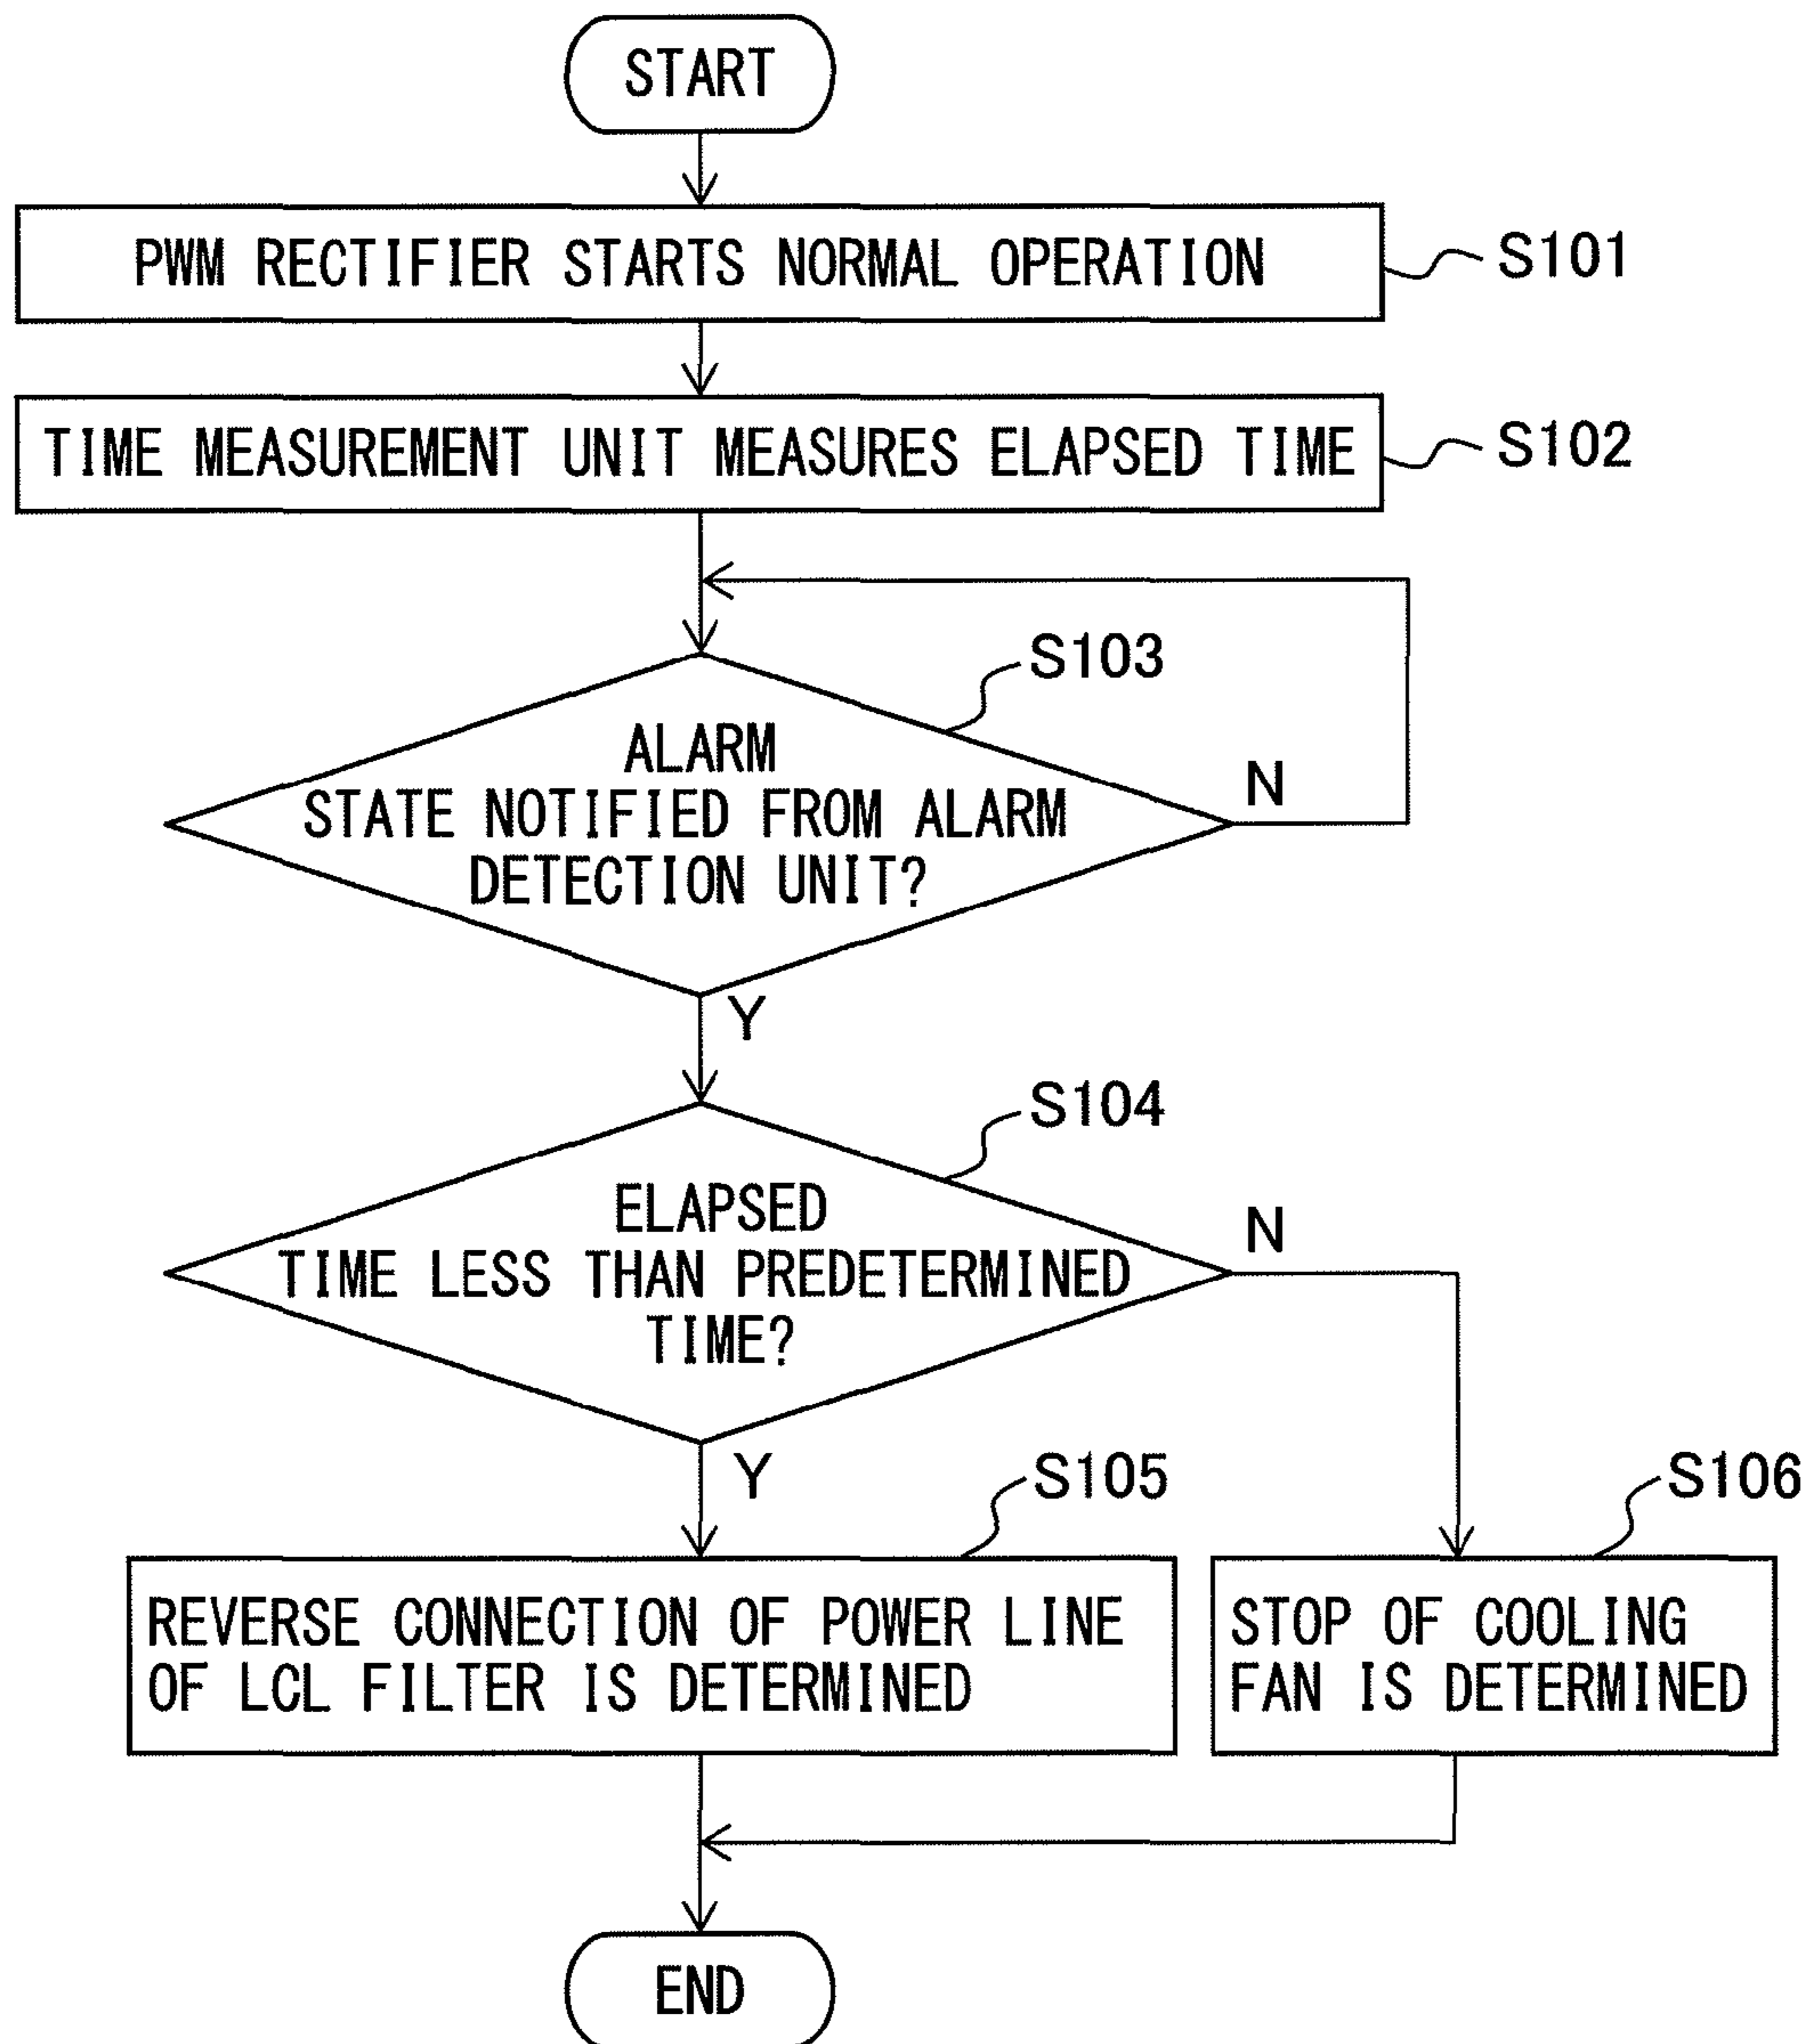 START
PWM RECTIFIER STARTS NORMAL OPERATION
S101
TIME MEASUREMENT UNIT MEASURES ELAPSED TIME
S102
S103
ALARM
STATE NOTIFIED FROM ALARM
DETECTION UNIT?
N
Y
S104
ELAPSED
TIME LESS THAN PREDETERMINED
TIME?
N
Y
S105
S106
REVERSE CONNECTION OF POWER LINE
OF LCL FILTER IS DETERMINED
STOP OF COOLING
FAN IS DETERMINED
END